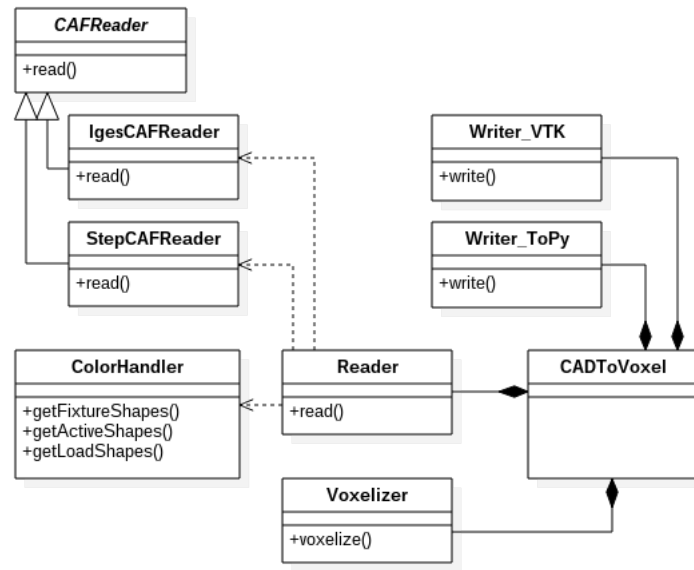 CAFReader
+read()
IgesCAFReader
+read()
Writer_VTK
+write()
StepCAFReader
+read()
Writer_ToPy
+write()
ColorHandler
+getFixtureShapes()
+getActiveShapes()
+getLoadShapes()
Reader
+read()
CADToVoxel
Voxelizer
+voxelize()